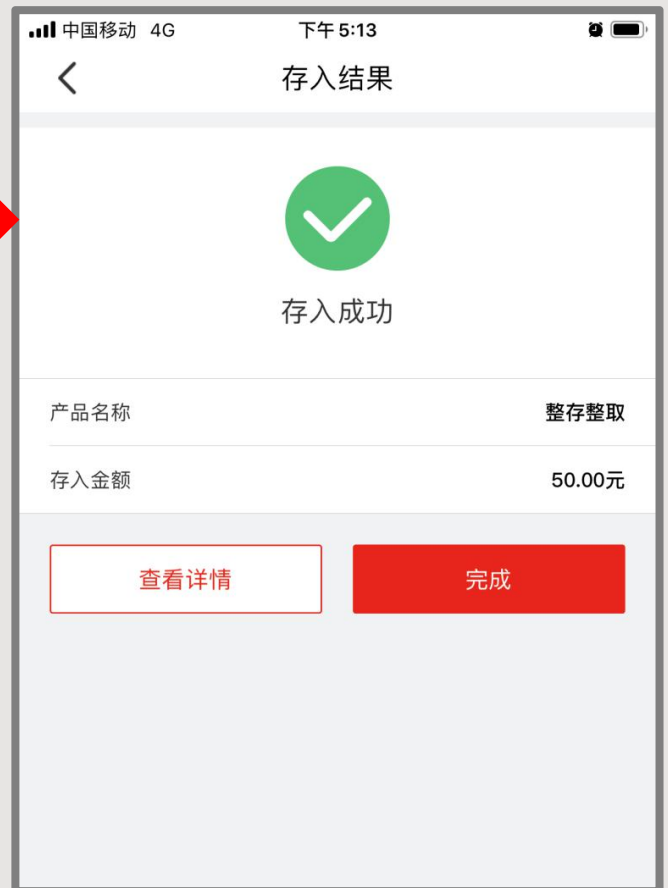 中国移动 4G 下午 5:13
存入结果
存入成功
产品名称 整存整取
存入金额 50.00元
查看详情 完成